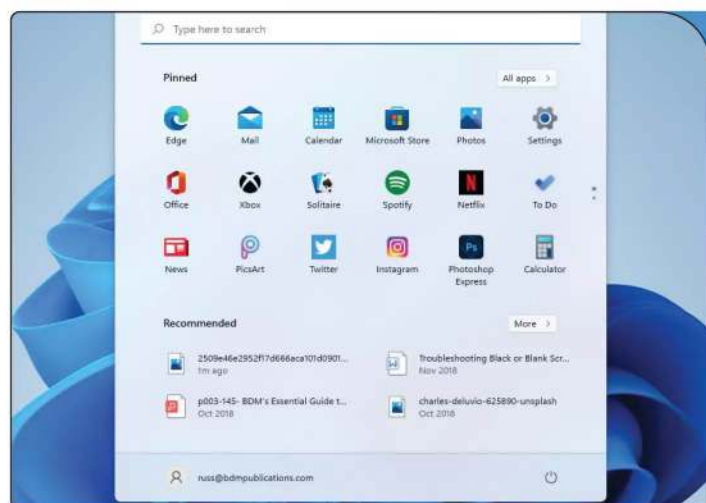 Type here to search
Pinned
All apps >
Edge Mail Calendar Microsoft Store Photos Settings
Office Xbox Solitaire Spotify Netflix To Do
News PicsArt Twitter Instagram Photoshop Express Calculator
Recommended
More >
2509e46e2952f17d666aca101d0901...
1m ago
Troubleshooting Black or Blank Scr...
Nov 2018
p003-145- BDM's Essential Guide t...
Oct 2018
charles-deluvio-625890-unsplash
Oct 2018
russ@bdmpublications.com